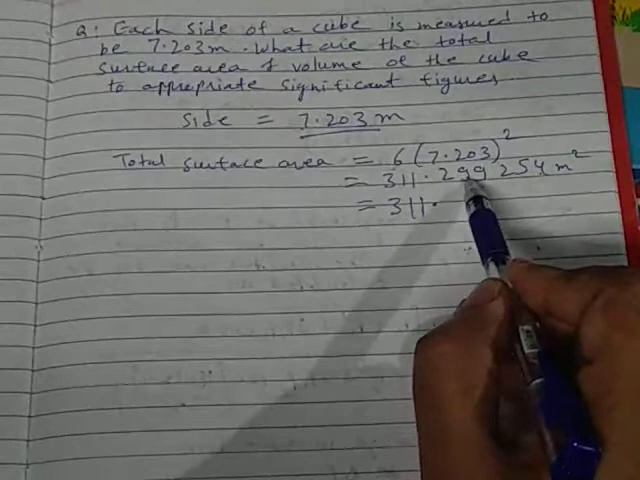 Q: Each side of a cube is measured to
be 7.203m. What are the total
surface area & volume of the cube
to appropriate significant figures
side = 7.203 m
Total surface area = 6(7.203)²
= 311.299254 m²
= 311.